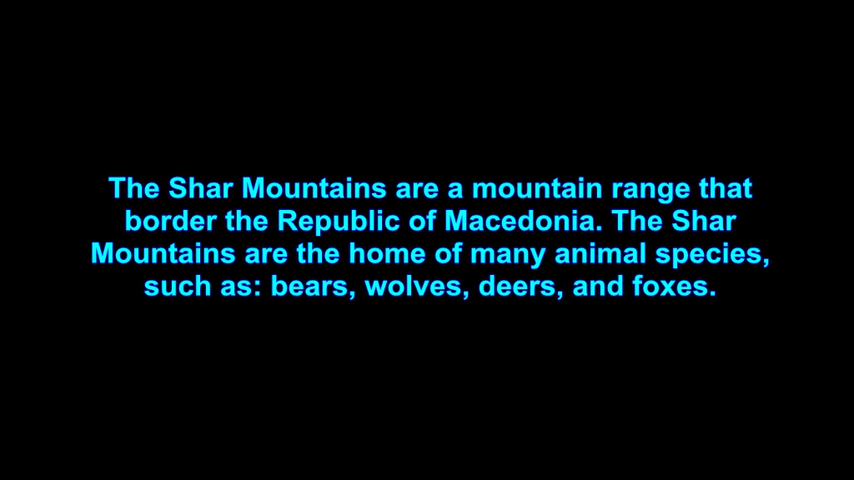 The Shar Mountains are a mountain range that
border the Republic of Macedonia. The Shar
Mountains are the home of many animal species,
such as: bears, wolves, deers, and foxes.